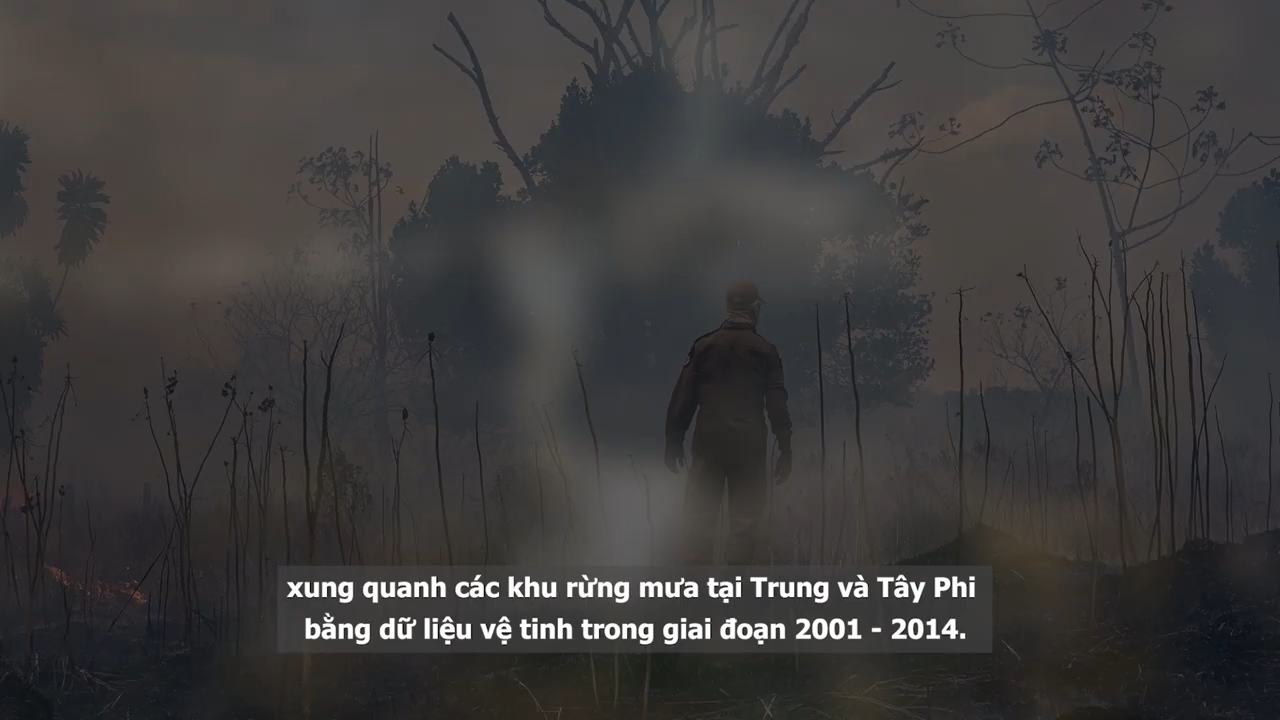 xung quanh các khu rừng mưa tại Trung và Tây Phi
bằng dữ liệu vệ tinh trong giai đoạn 2001 - 2014.